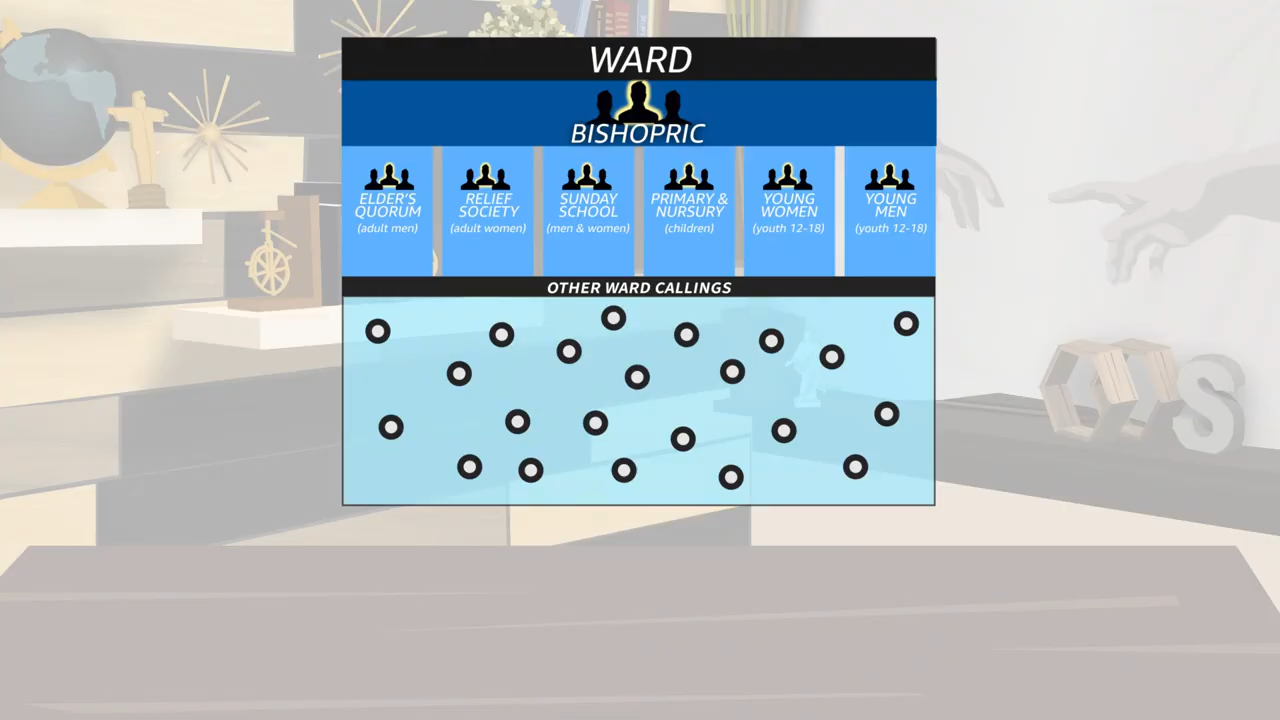 WARD
BISHOPRIC
ELDER'S
QUORUM
(adult men)
RELIEF
SOCIETY
(adult women)
SUNDAY
SCHOOL
(men & women)
PRIMARY &
NURSURY
(children)
YOUNG
WOMEN
(youth 12-18)
YOUNG
MEN
(youth 12-18)
OTHER WARD CALLINGS
S